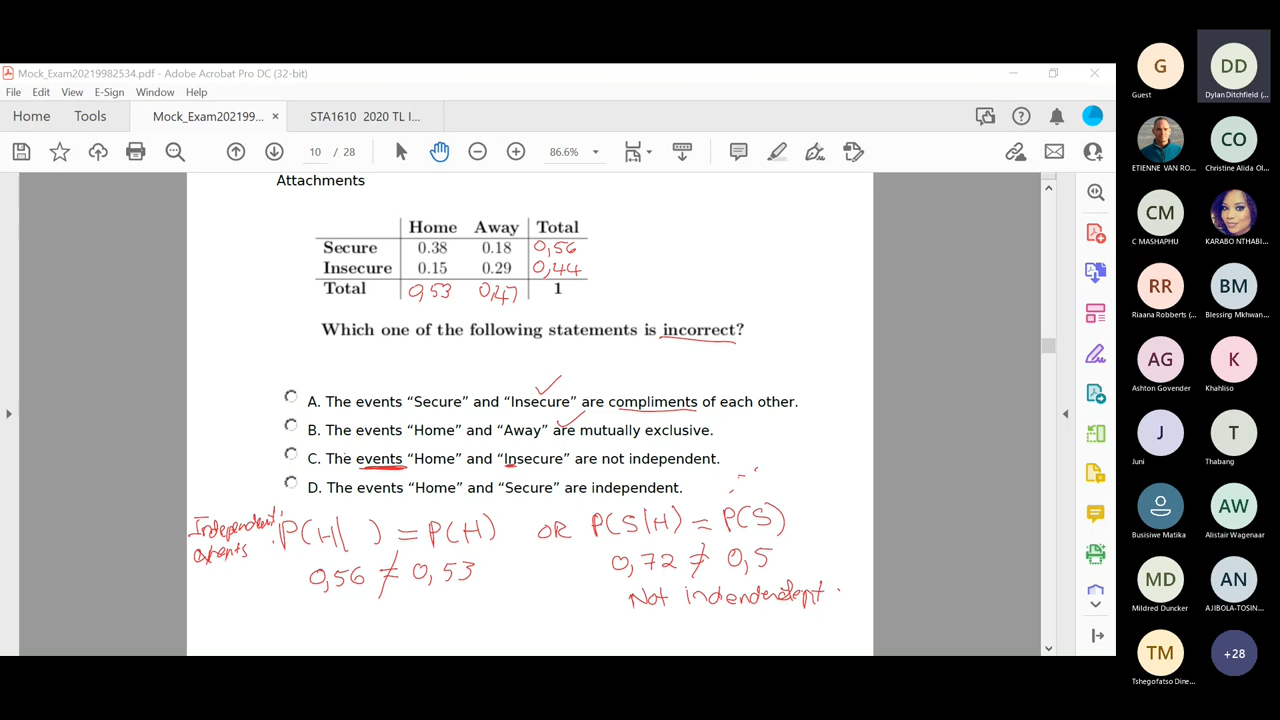 Mock_Exam20219982534.pdf - Adobe Acrobat Pro DC (32-bit)
File Edit View E-Sign Window Help
Home Tools Mock_Exam202199... × STA1610 2020 TL I...
10 / 28 86.6%
Attachments
Home Away Total
Secure 0.38 0.18 0,56
Insecure 0.15 0.29 0,44
Total 0,53 0,47 1
Which one of the following statements is incorrect?
A. The events “Secure” and “Insecure” are compliments of each other.
B. The events “Home” and “Away” are mutually exclusive.
C. The events “Home” and “Insecure” are not independent.
D. The events “Home” and “Secure” are independent.
Independent events
P(H| ) = P(H) OR P(S|H) = P(S)
0,56 ≠ 0,53 0,72 ≠ 0,5
Not
G
Guest
DD
Dylan Ditchfield (...
ETIENNE VAN RO...
CO
Christine Alida Ol...
CM
C MASHAPHU
KARABO NTHABI...
RR
Riaana Robberts (...
BM
Blessing Mkhwan...
AG
Ashton Govender
K
Khahliso
J
Juni
T
Thabang
Busisiwe Matika
AW
Alistair Wagenaar
MD
Mildred Duncker
AN
AJIBOLA-TOSIN...
TM
Tshegofatso Dine...
+28